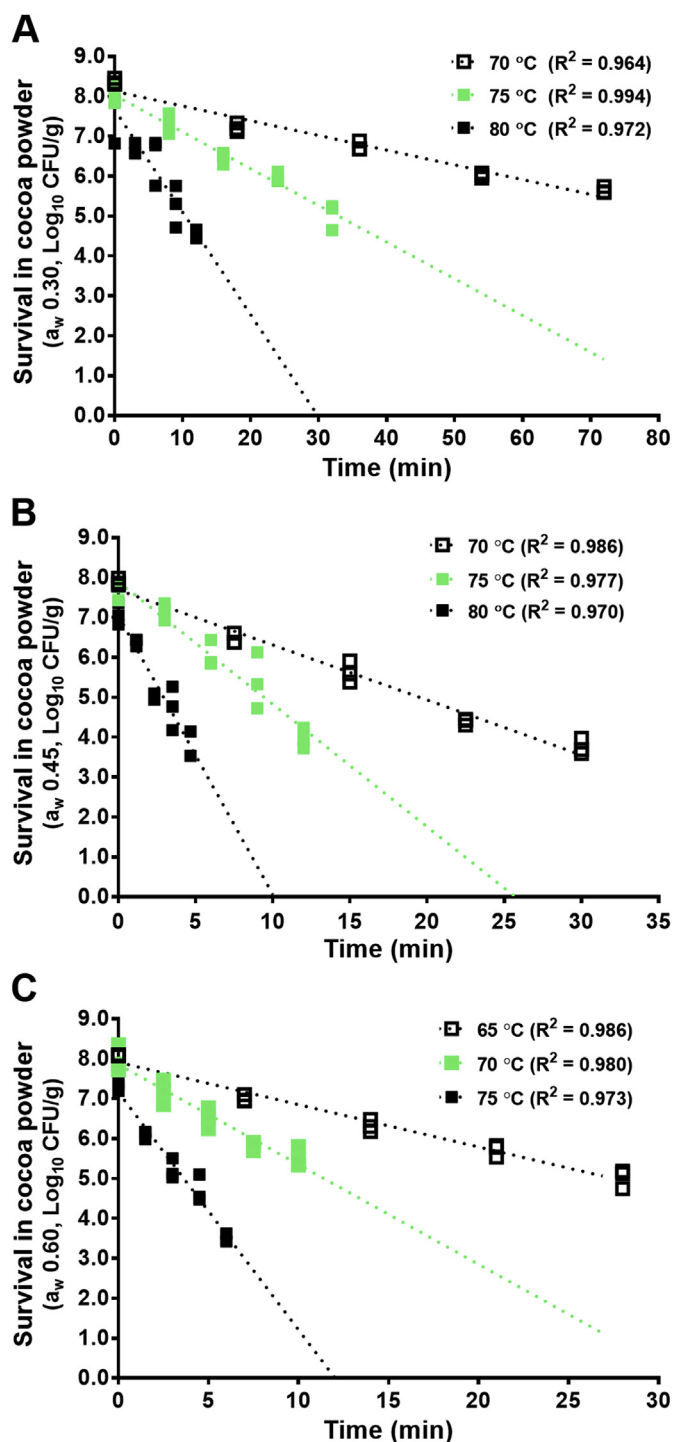 A
9.0
8.0
7.0
6.0
5.0
4.0
3.0
2.0
1.0
0.0
Survival in cocoa powder
(a_w 0.30, Log₁₀ CFU/g)
70 °C (R² = 0.964)
75 °C (R² = 0.994)
80 °C (R² = 0.972)
0 10 20 30 40 50 60 70 80
Time (min)
B
9.0
8.0
7.0
6.0
5.0
4.0
3.0
2.0
1.0
0.0
Survival in cocoa powder
(a_w 0.45, Log₁₀ CFU/g)
70 °C (R² = 0.986)
75 °C (R² = 0.977)
80 °C (R² = 0.970)
0 5 10 15 20 25 30 35
Time (min)
C
9.0
8.0
7.0
6.0
5.0
4.0
3.0
2.0
1.0
0.0
Survival in cocoa powder
(a_w 0.60, Log₁₀ CFU/g)
65 °C (R² = 0.986)
70 °C (R² = 0.980)
75 °C (R² = 0.973)
0 5 10 15 20 25 30
Time (min)